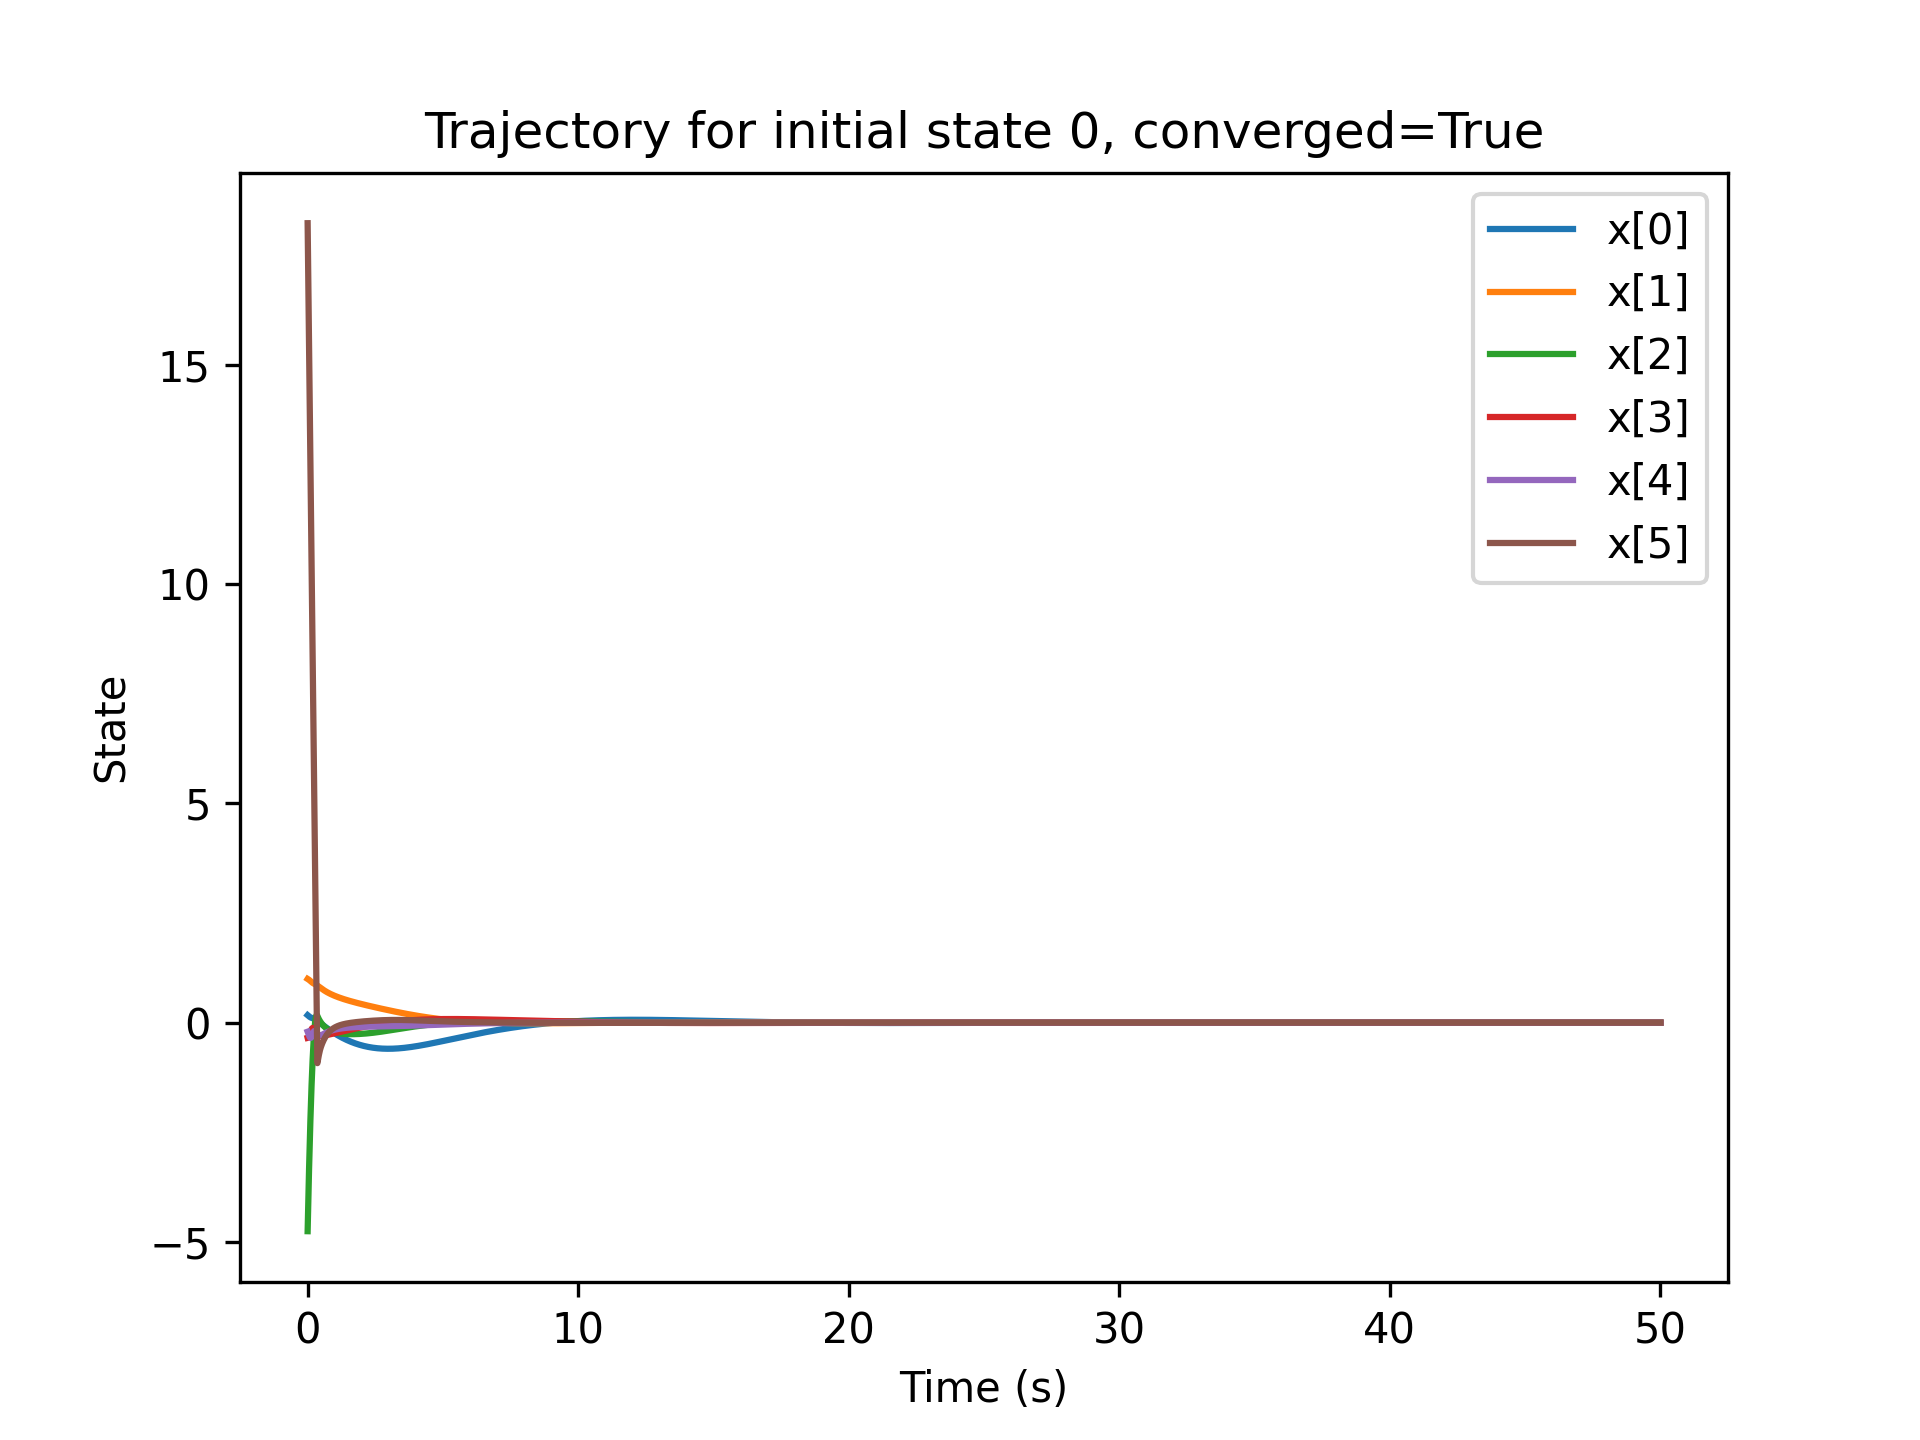 Trajectory for initial state 0, converged=True
x[0]
x[1]
x[2]
x[3]
x[4]
x[5]
15
10
5
0
−5
State
0 10 20 30 40 50
Time (s)